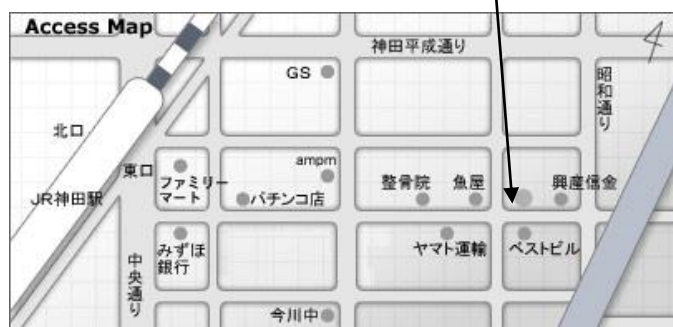 Access Map
神田平成通り
GS
昭和通り
北口
ampm
東口
ファミリーマート
整骨院
魚屋
興産信金
JR神田駅
パチンコ店
みずほ銀行
ヤマト運輸
ベストビル
中央通り
今川中